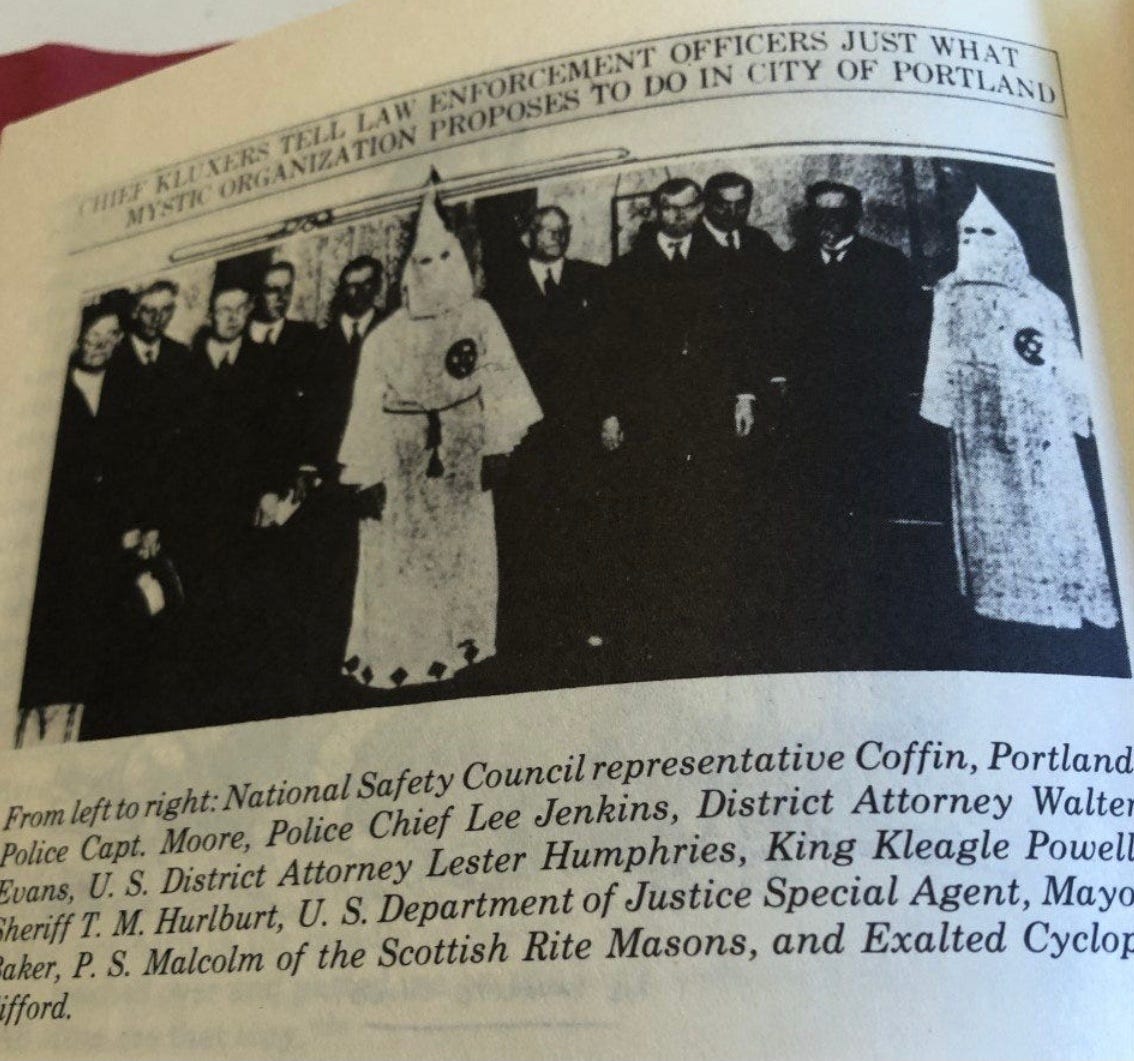 CHIEF KLUXERS TELL LAW ENFORCEMENT OFFICERS JUST WHAT
MYSTIC ORGANIZATION PROPOSES TO DO IN CITY OF PORTLAND
From left to right: National Safety Council representative Coffin, Portland
Police Capt. Moore, Police Chief Lee Jenkins, District Attorney Walter
Evans, U. S. District Attorney Lester Humphries, King Kleagle Powell
Sheriff T. M. Hurlburt, U. S. Department of Justice Special Agent, Mayo
Baker, P. S. Malcolm of the Scottish Rite Masons, and Exalted Cyclop
ifford.